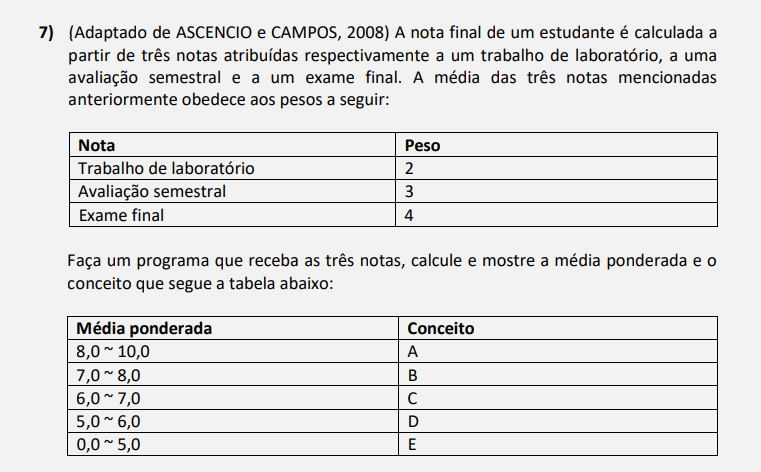 7) (Adaptado de ASCENCIO e CAMPOS, 2008) A nota final de um estudante é calculada a
partir de três notas atribuídas respectivamente a um trabalho de laboratório, a uma
avaliação semestral e a um exame final. A média das três notas mencionadas
anteriormente obedece aos pesos a seguir:
Nota Peso
Trabalho de laboratório 2
Avaliação semestral 3
Exame final 4
Faça um programa que receba as três notas, calcule e mostre a média ponderada e o
conceito que segue a tabela abaixo:
Média ponderada Conceito
8,0 ~ 10,0 A
7,0 ~ 8,0 B
6,0 ~ 7,0 C
5,0 ~ 6,0 D
0,0 ~ 5,0 E